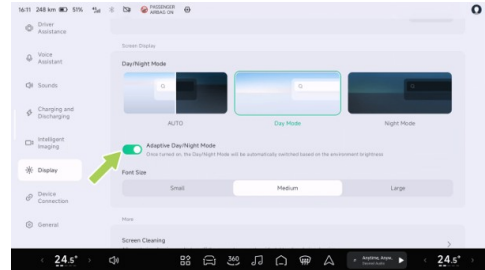 16:11 248 km 51%
PASSENGER
AIRBAG ON
Driver
Assistance
Voice
Assistant
Sounds
Charging and
Discharging
Intelligent
Imaging
Display
Device
Connection
General
Screen Display
Day/Night Mode
AUTO
Day Mode
Night Mode
Adaptive Day/Night Mode
Once turned on, the Day/Night Mode will be automatically switched based on the environment brightness
Font Size
Small
Medium
Large
More
Screen Cleaning
24.5°
360
Anytime, Anyw..
24.5°